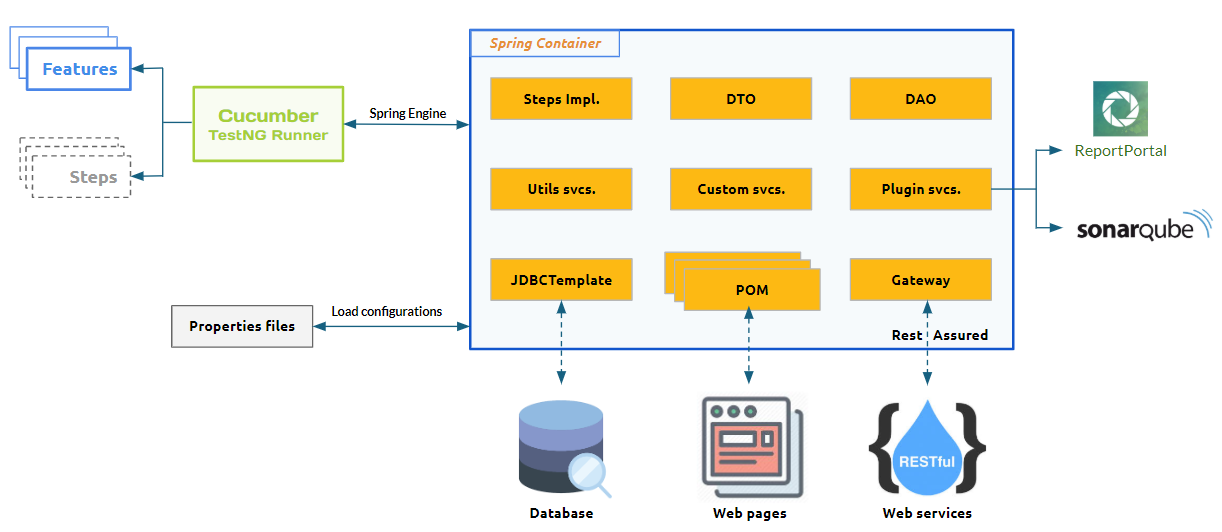 Spring Container
Features
Cucumber
TestNG Runner
Steps
Spring Engine
Steps Impl.
DTO
DAO
Utils svcs.
Custom svcs.
Plugin svcs.
JDBCTemplate
POM
Gateway
Rest Assured
Properties files
Load configurations
ReportPortal
sonarqube
RESTful
Database
Web pages
Web services